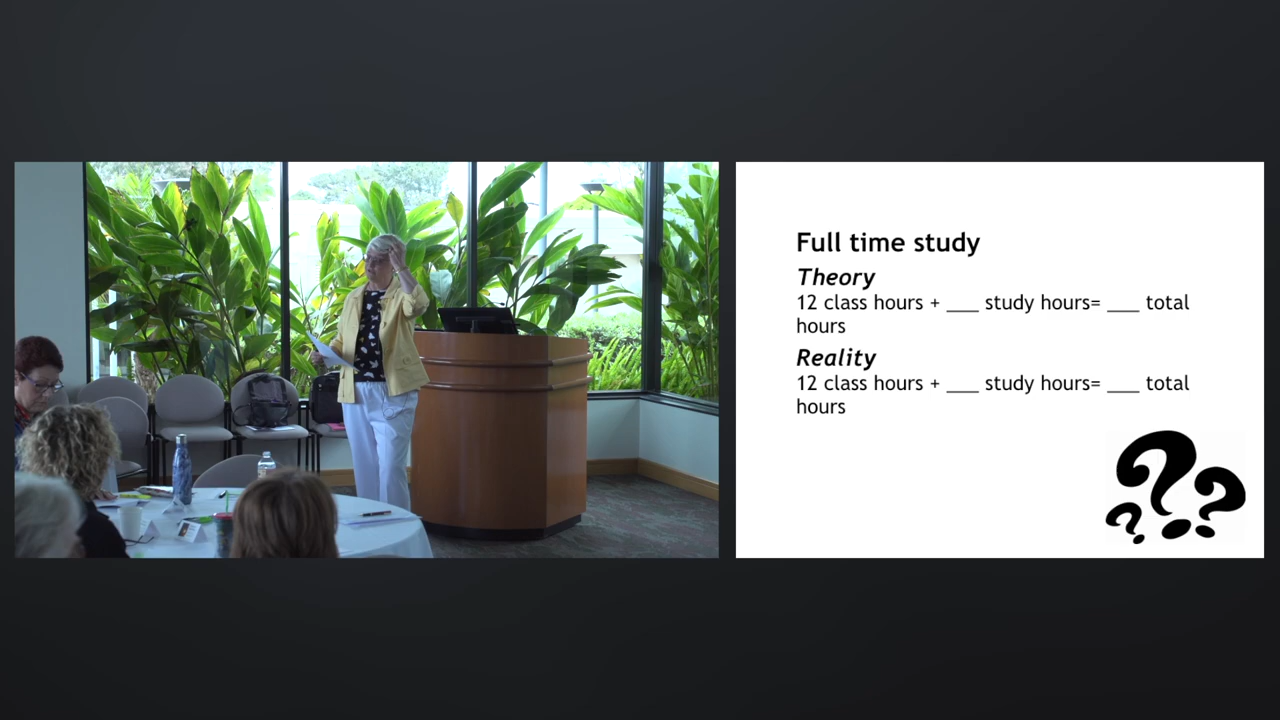 Full time study
Theory
12 class hours + ___ study hours= ___ total
hours
Reality
12 class hours + ___ study hours= ___ total
hours